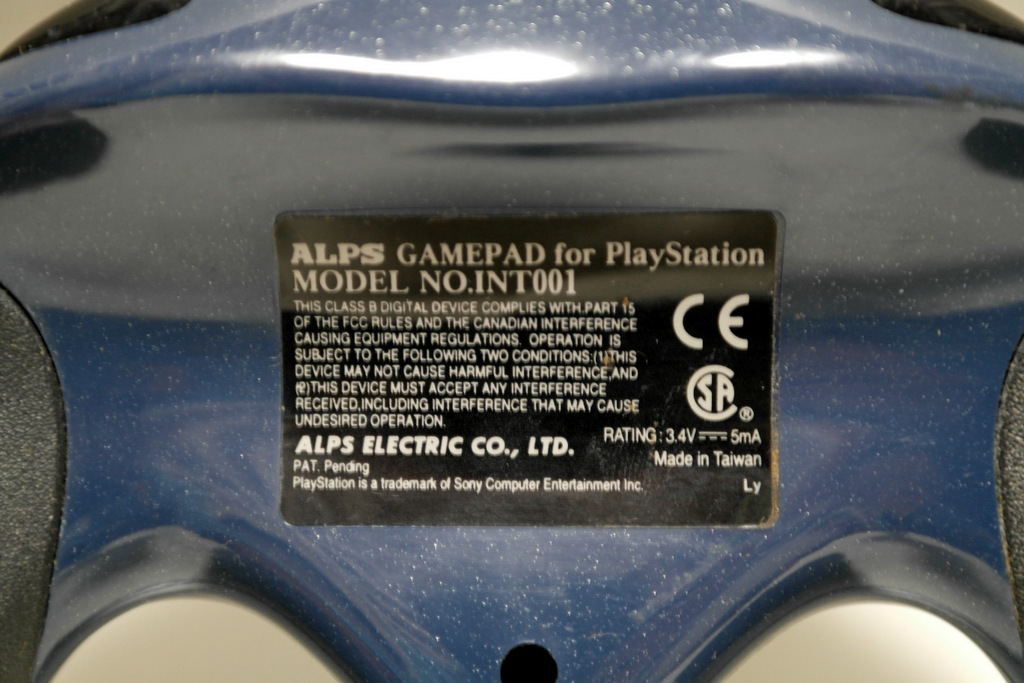 ALPS GAMEPAD for PlayStation
MODEL NO.INT001
THIS CLASS B DIGITAL DEVICE COMPLIES WITH.PART 15
OF THE FCC RULES AND THE CANADIAN INTERFERENCE
CAUSING EQUIPMENT REGULATIONS. OPERATION IS
SUBJECT TO THE FOLLOWING TWO CONDITIONS:(1)THIS
DEVICE MAY NOT CAUSE HARMFUL INTERFERENCE,AND
(2)THIS DEVICE MUST ACCEPT ANY INTERFERENCE
RECEIVED,INCLUDING INTERFERENCE THAT MAY CAUSE
UNDESIRED OPERATION.
CE
SA ®
ALPS ELECTRIC CO., LTD.
RATING : 3.4V ⎓ 5mA
PAT. Pending
Made in Taiwan
PlayStation is a trademark of Sony Computer Entertainment Inc.
Ly